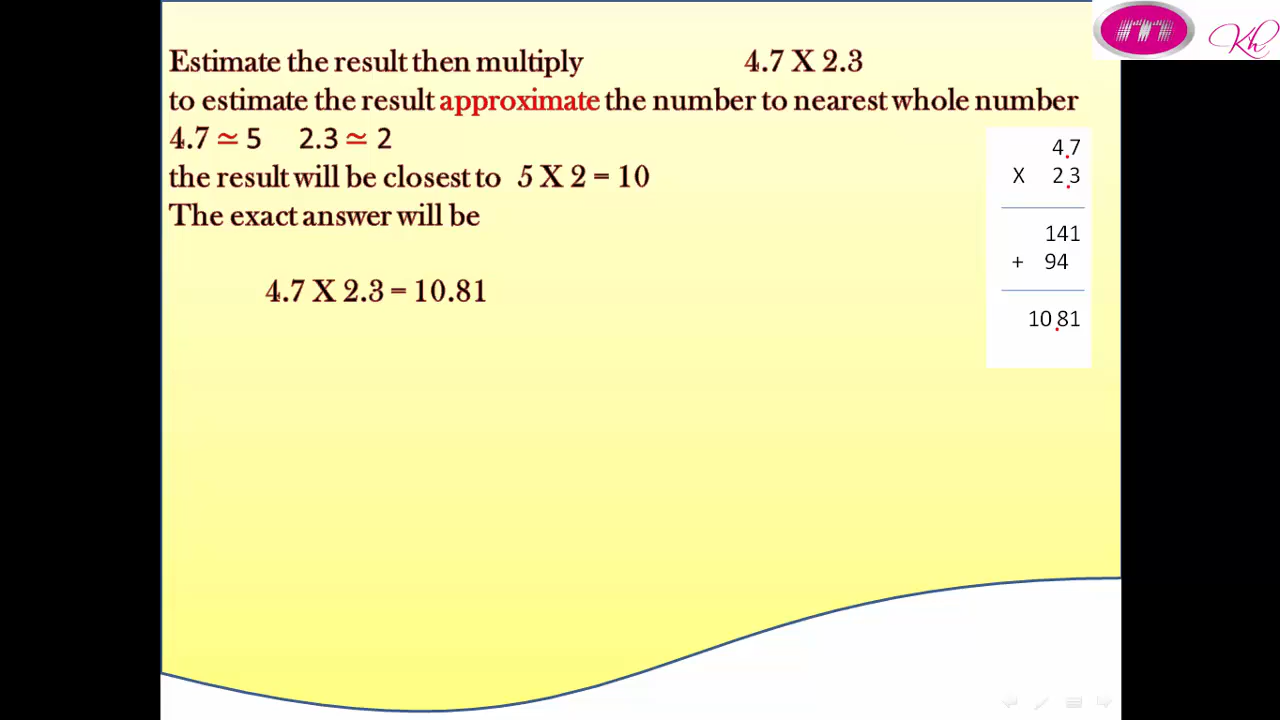 Estimate the result then multiply 4.7 X 2.3
to estimate the result approximate the number to nearest whole number
4.7 ≃ 5 2.3 ≃ 2
the result will be closest to 5 X 2 = 10
The exact answer will be
4.7 X 2.3 = 10.81
4.7
X 2.3
141
+ 94
10.81
m
Kh